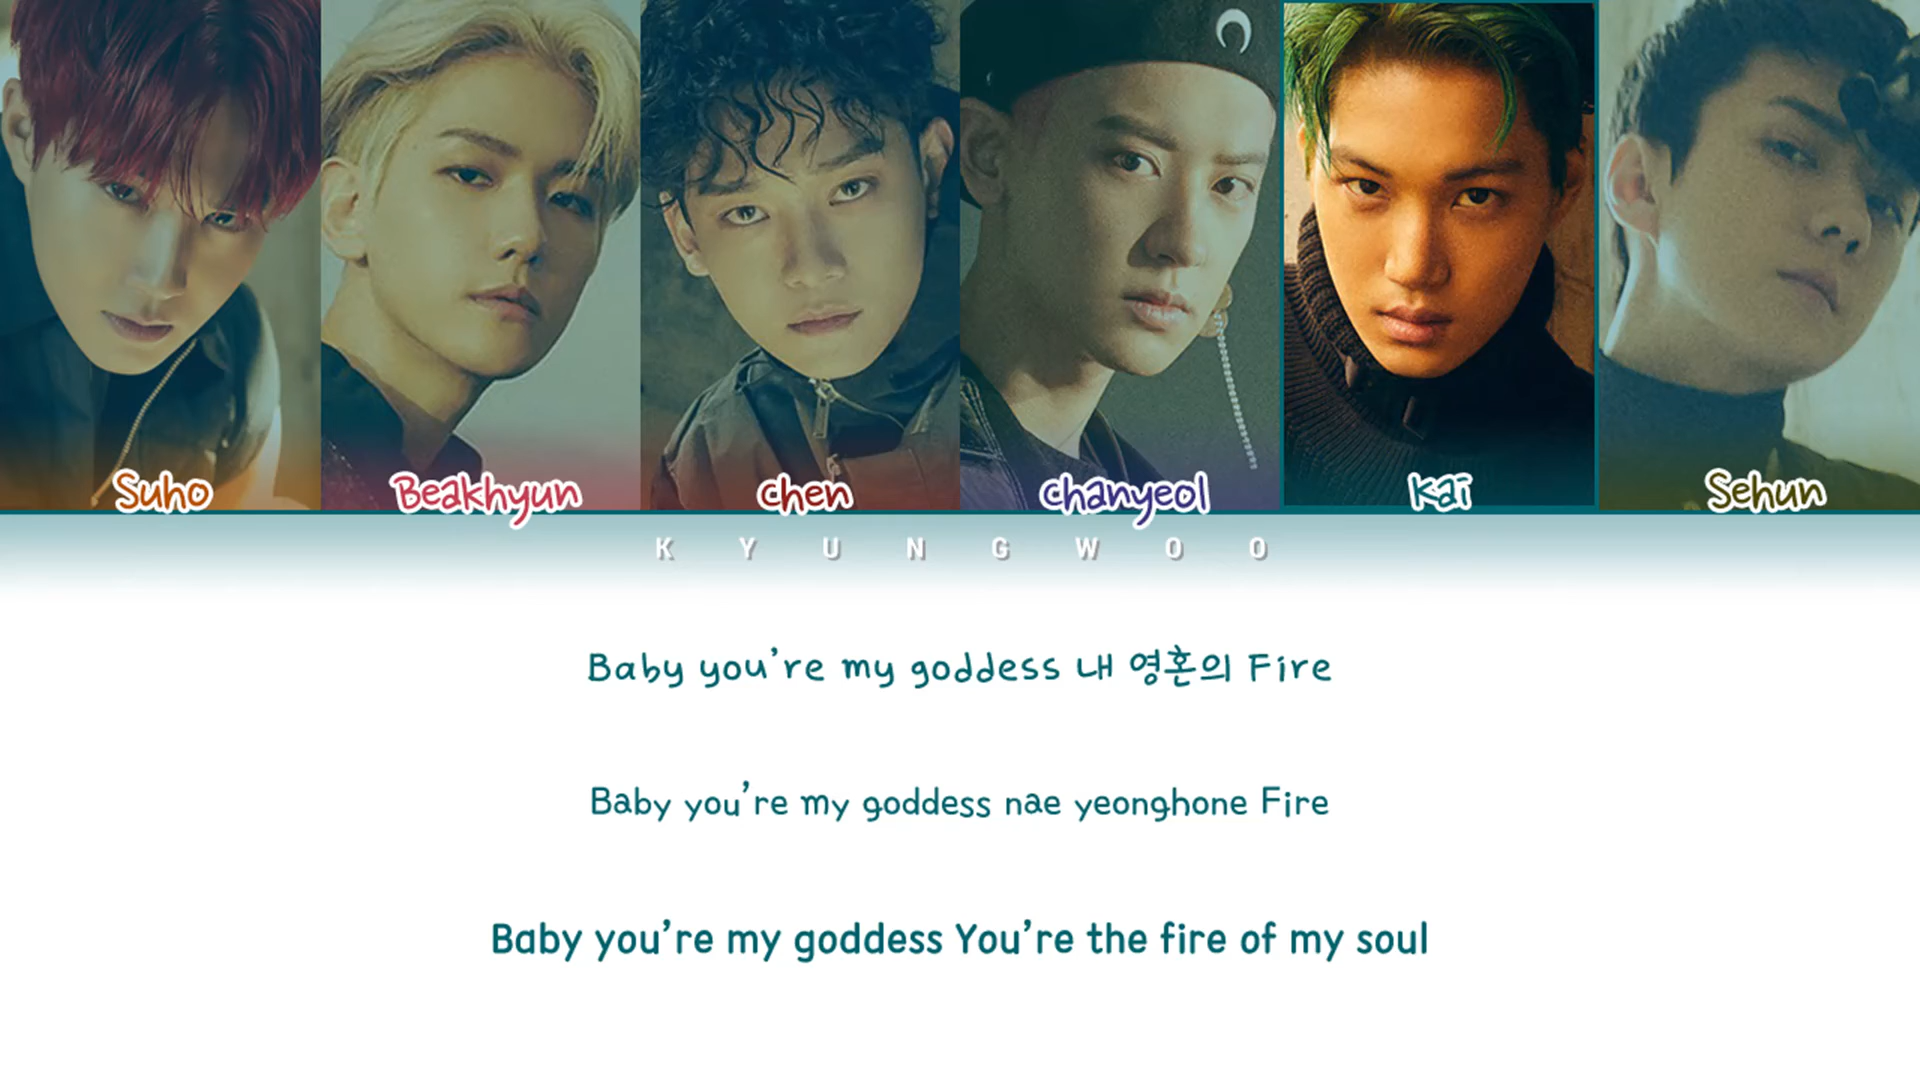 Suho Beakhyun chen chanyeol kai Sehun
KYUNGWOO
Baby you're my goddess 내 영혼의 Fire
Baby you're my goddess nae yeonghone Fire
Baby you're my goddess You're the fire of my soul